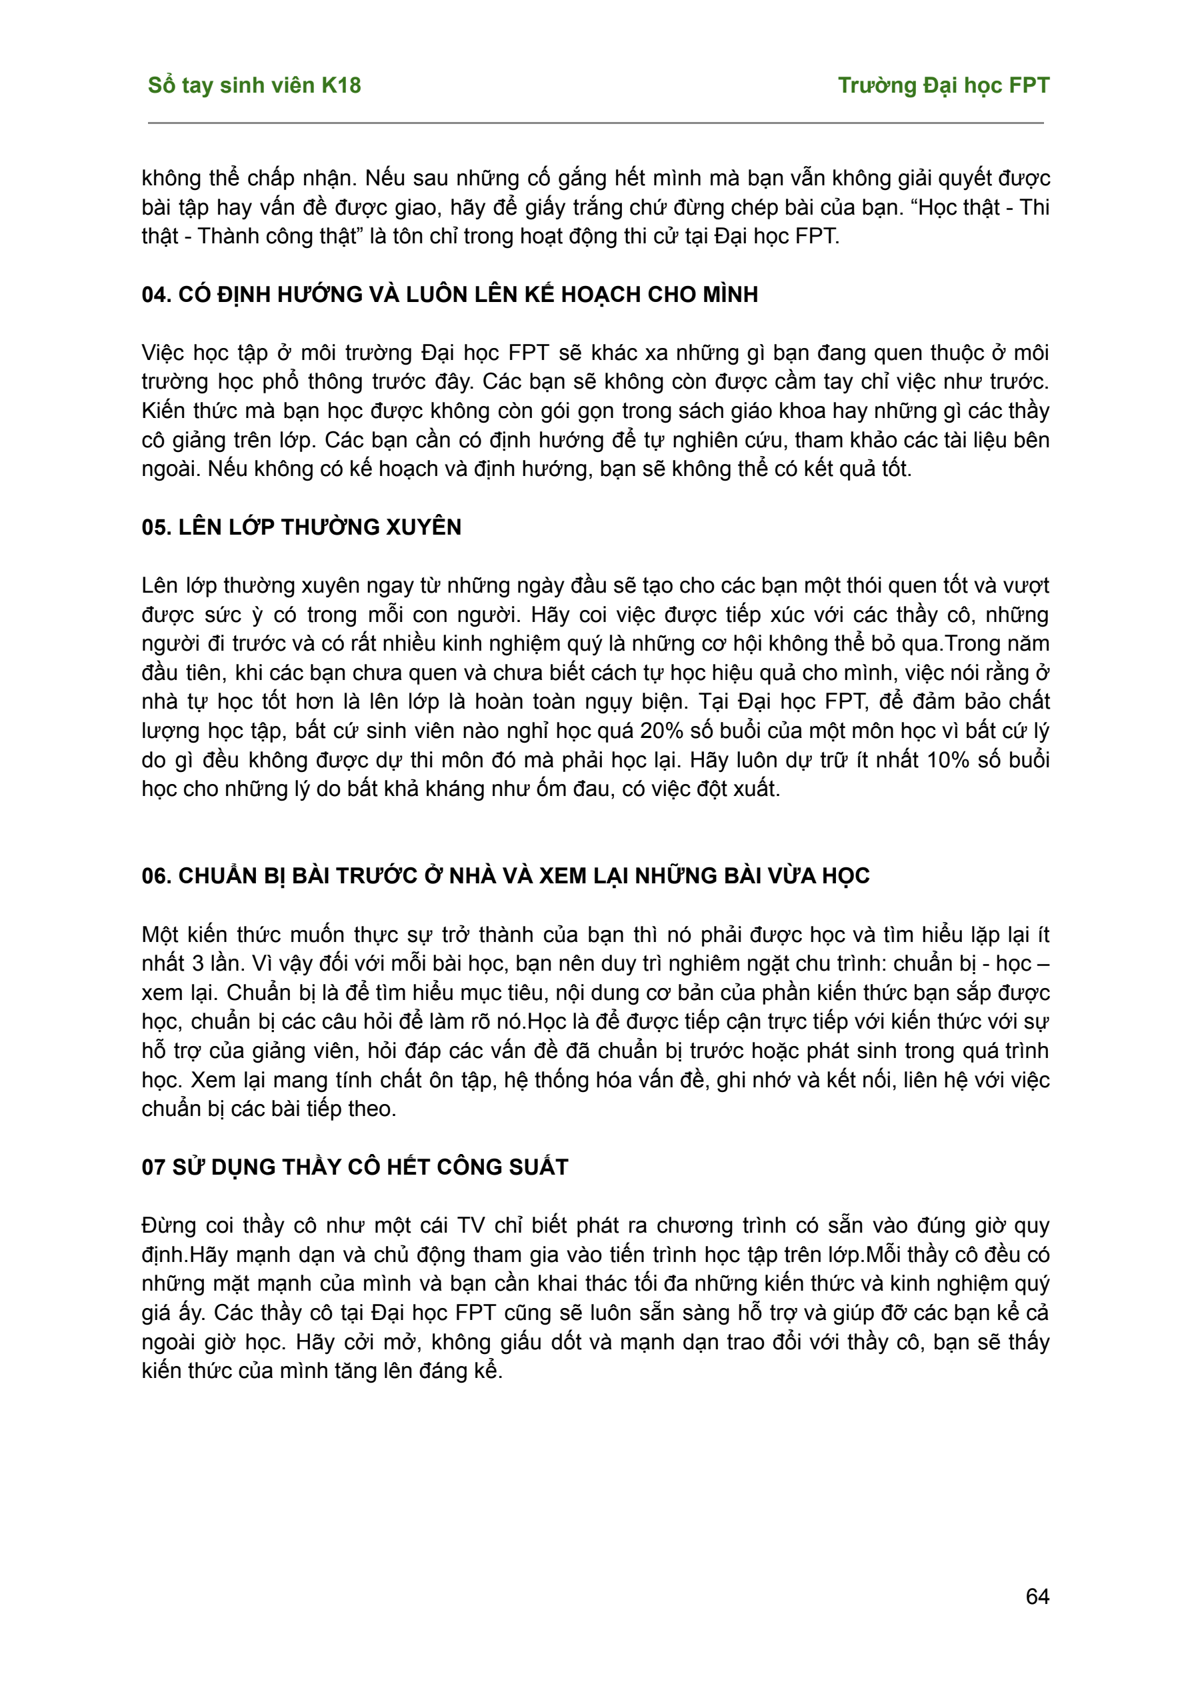 Sổ tay sinh viên K18 Trường Đại học FPT
không thể chấp nhận. Nếu sau những cố gắng hết mình mà bạn vẫn không giải quyết được
bài tập hay vấn đề được giao, hãy để giấy trắng chứ đừng chép bài của bạn. “Học thật - Thi
thật - Thành công thật” là tôn chỉ trong hoạt động thi cử tại Đại học FPT.
04. CÓ ĐỊNH HƯỚNG VÀ LUÔN LÊN KẾ HOẠCH CHO MÌNH
Việc học tập ở môi trường Đại học FPT sẽ khác xa những gì bạn đang quen thuộc ở môi
trường học phổ thông trước đây. Các bạn sẽ không còn được cầm tay chỉ việc như trước.
Kiến thức mà bạn học được không còn gói gọn trong sách giáo khoa hay những gì các thầy
cô giảng trên lớp. Các bạn cần có định hướng để tự nghiên cứu, tham khảo các tài liệu bên
ngoài. Nếu không có kế hoạch và định hướng, bạn sẽ không thể có kết quả tốt.
05. LÊN LỚP THƯỜNG XUYÊN
Lên lớp thường xuyên ngay từ những ngày đầu sẽ tạo cho các bạn một thói quen tốt và vượt
được sức ỳ có trong mỗi con người. Hãy coi việc được tiếp xúc với các thầy cô, những
người đi trước và có rất nhiều kinh nghiệm quý là những cơ hội không thể bỏ qua.Trong năm
đầu tiên, khi các bạn chưa quen và chưa biết cách tự học hiệu quả cho mình, việc nói rằng ở
nhà tự học tốt hơn là lên lớp là hoàn toàn ngụy biện. Tại Đại học FPT, để đảm bảo chất
lượng học tập, bất cứ sinh viên nào nghỉ học quá 20% số buổi của một môn học vì bất cứ lý
do gì đều không được dự thi môn đó mà phải học lại. Hãy luôn dự trữ ít nhất 10% số buổi
học cho những lý do bất khả kháng như ốm đau, có việc đột xuất.
06. CHUẨN BỊ BÀI TRƯỚC Ở NHÀ VÀ XEM LẠI NHỮNG BÀI VỪA HỌC
Một kiến thức muốn thực sự trở thành của bạn thì nó phải được học và tìm hiểu lặp lại ít
nhất 3 lần. Vì vậy đối với mỗi bài học, bạn nên duy trì nghiêm ngặt chu trình: chuẩn bị - học –
xem lại. Chuẩn bị là để tìm hiểu mục tiêu, nội dung cơ bản của phần kiến thức bạn sắp được
học, chuẩn bị các câu hỏi để làm rõ nó.Học là để được tiếp cận trực tiếp với kiến thức với sự
hỗ trợ của giảng viên, hỏi đáp các vấn đề đã chuẩn bị trước hoặc phát sinh trong quá trình
học. Xem lại mang tính chất ôn tập, hệ thống hóa vấn đề, ghi nhớ và kết nối, liên hệ với việc
chuẩn bị các bài tiếp theo.
07 SỬ DỤNG THẦY CÔ HẾT CÔNG SUẤT
Đừng coi thầy cô như một cái TV chỉ biết phát ra chương trình có sẵn vào đúng giờ quy
định.Hãy mạnh dạn và chủ động tham gia vào tiến trình học tập trên lớp.Mỗi thầy cô đều có
những mặt mạnh của mình và bạn cần khai thác tối đa những kiến thức và kinh nghiệm quý
giá ấy. Các thầy cô tại Đại học FPT cũng sẽ luôn sẵn sàng hỗ trợ và giúp đỡ các bạn kể cả
ngoài giờ học. Hãy cởi mở, không giấu dốt và mạnh dạn trao đổi với thầy cô, bạn sẽ thấy
kiến thức của mình tăng lên đáng kể.
64